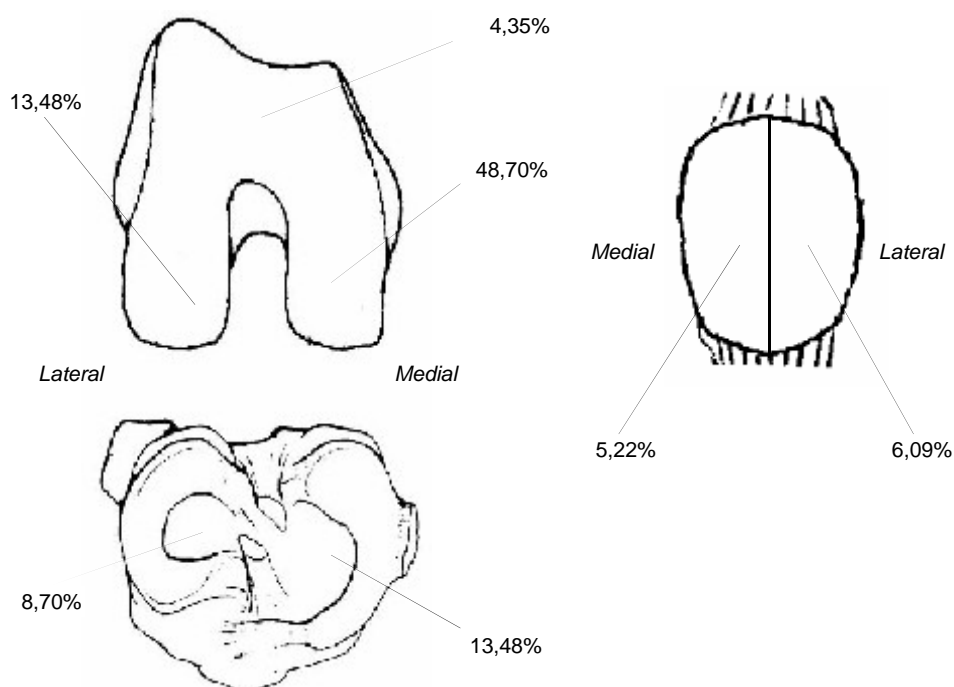 4,35%
13,48%
48,70%
Medial
Lateral
Lateral
Medial
5,22%
6,09%
8,70%
13,48%